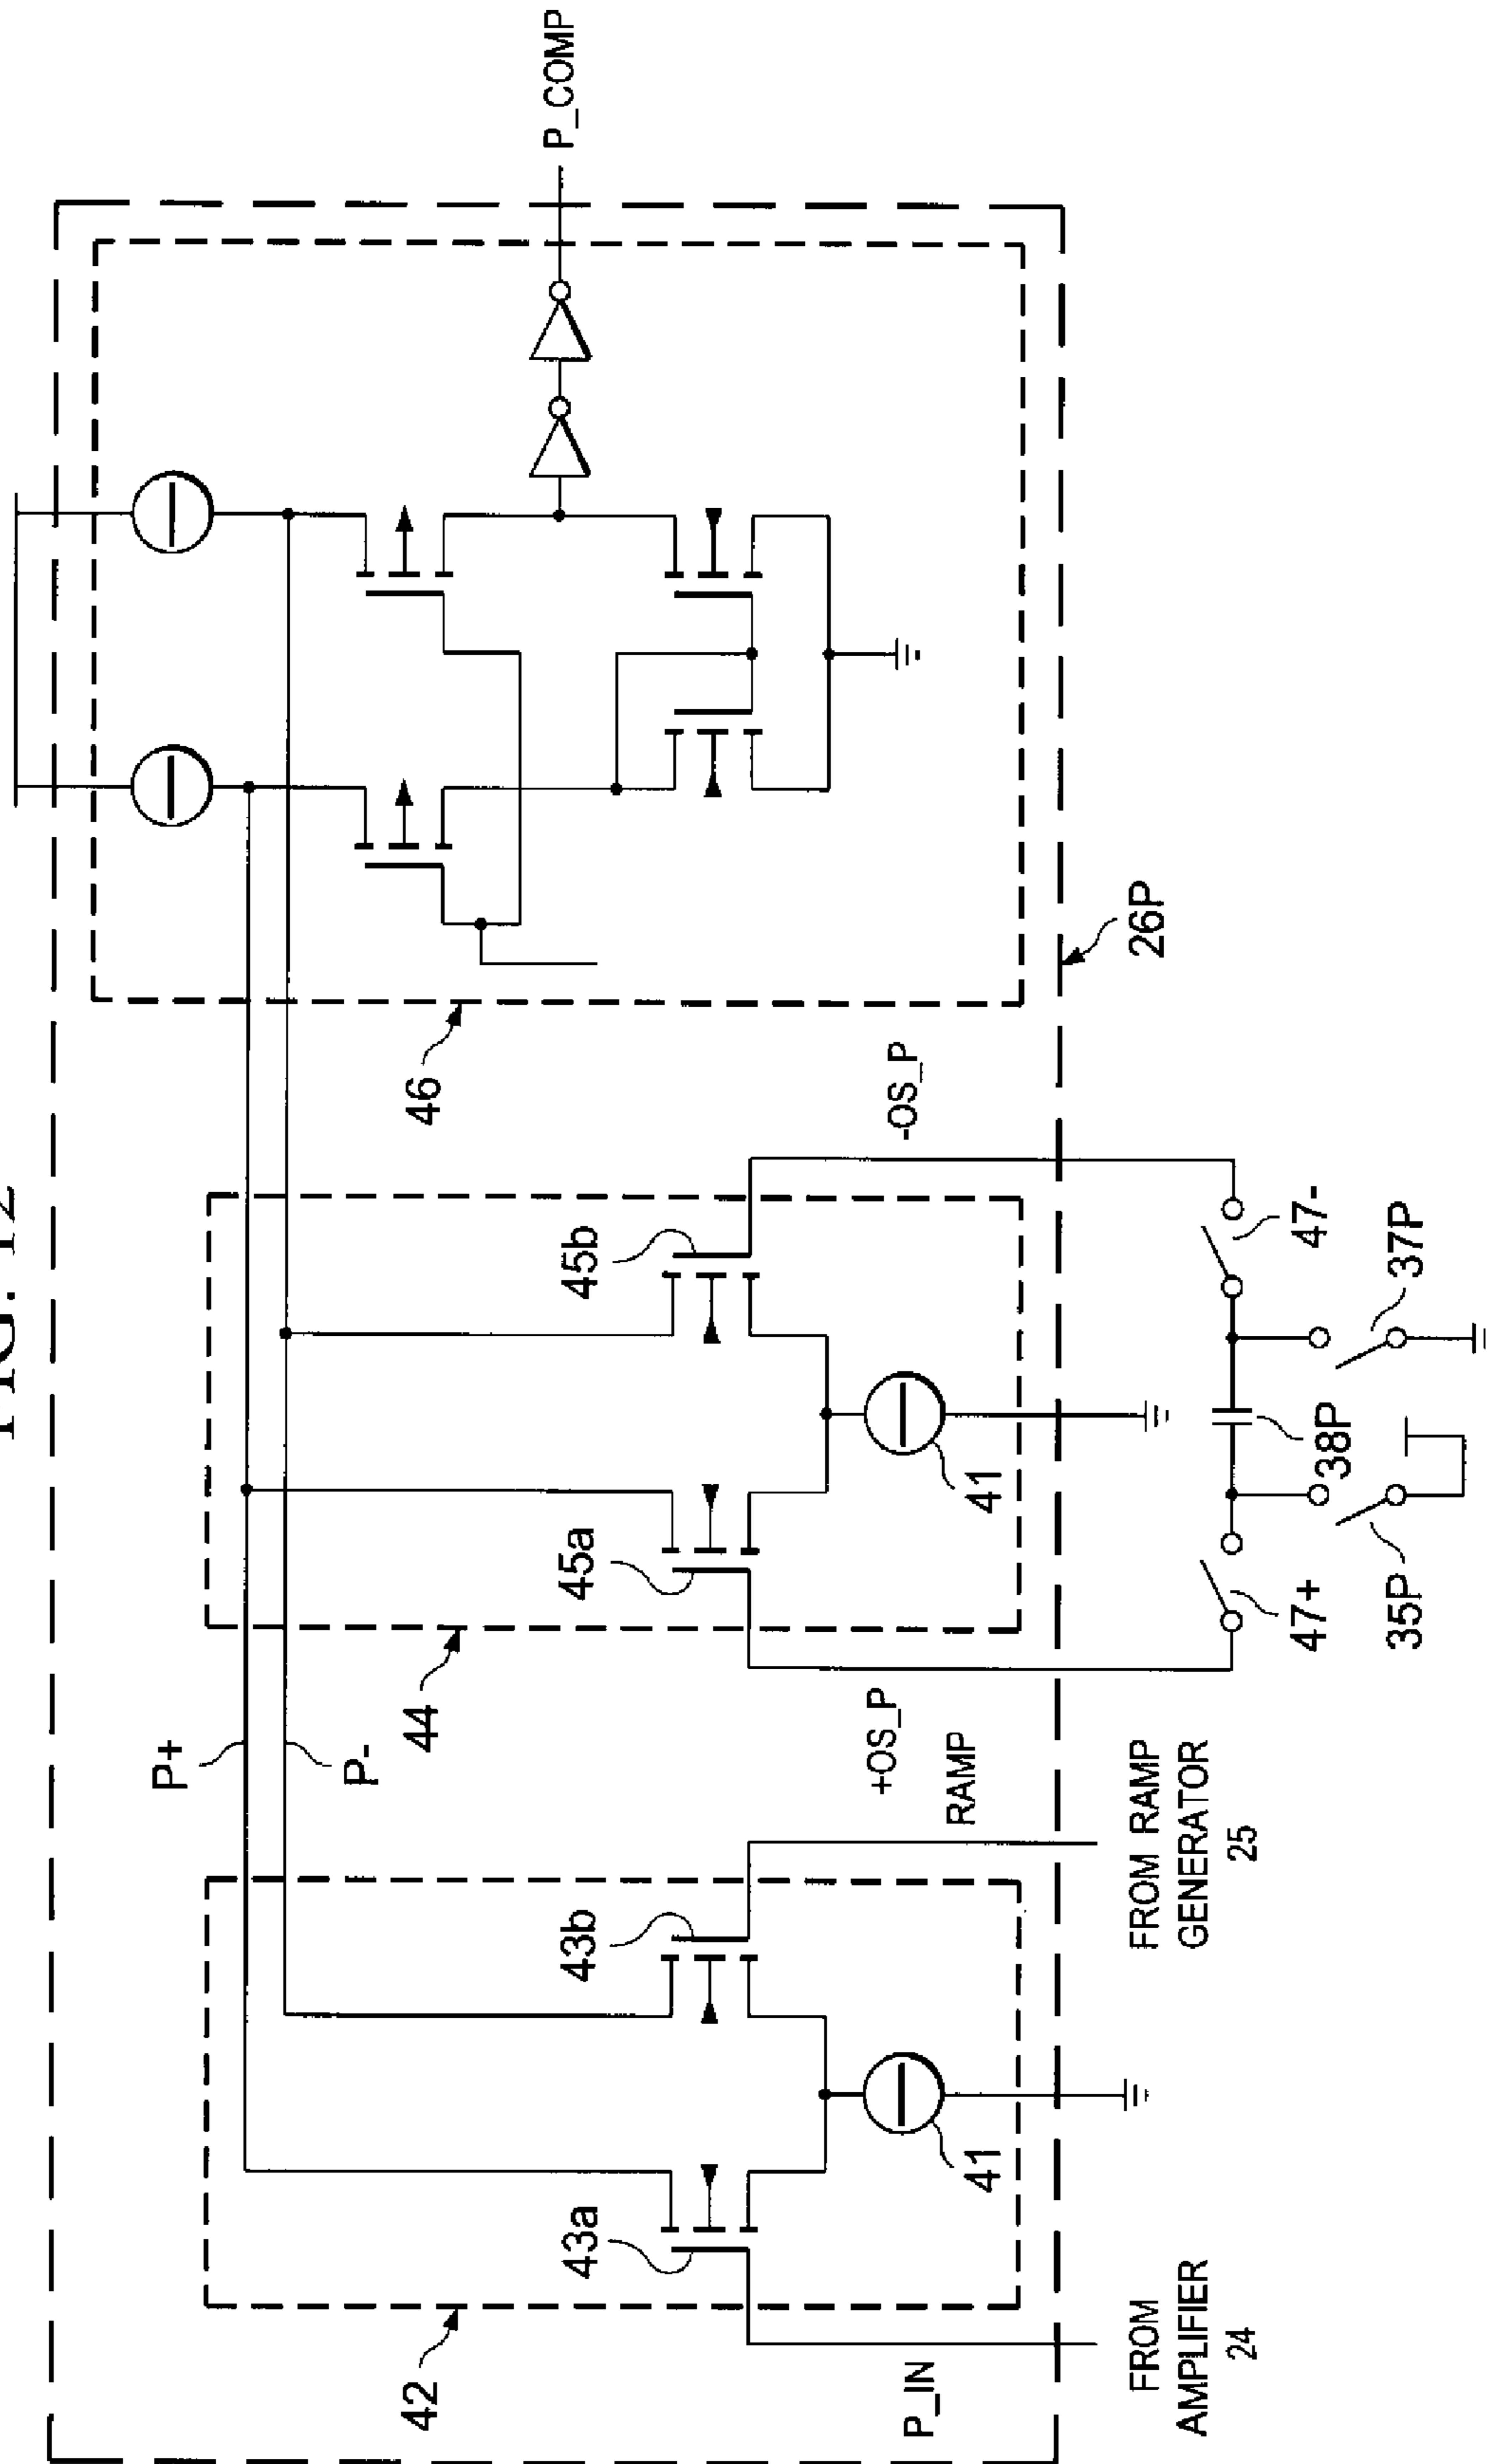 FIG. 12
P_COMP
P+
P-
46
44
42
45a
45b
43a
43b
41
41
-OS_P
+OS_P
RAMP
P_IN
26P
FROM
AMPLIFIER
24
FROM RAMP
GENERATOR
25
47+
47-
38P
35P
37P